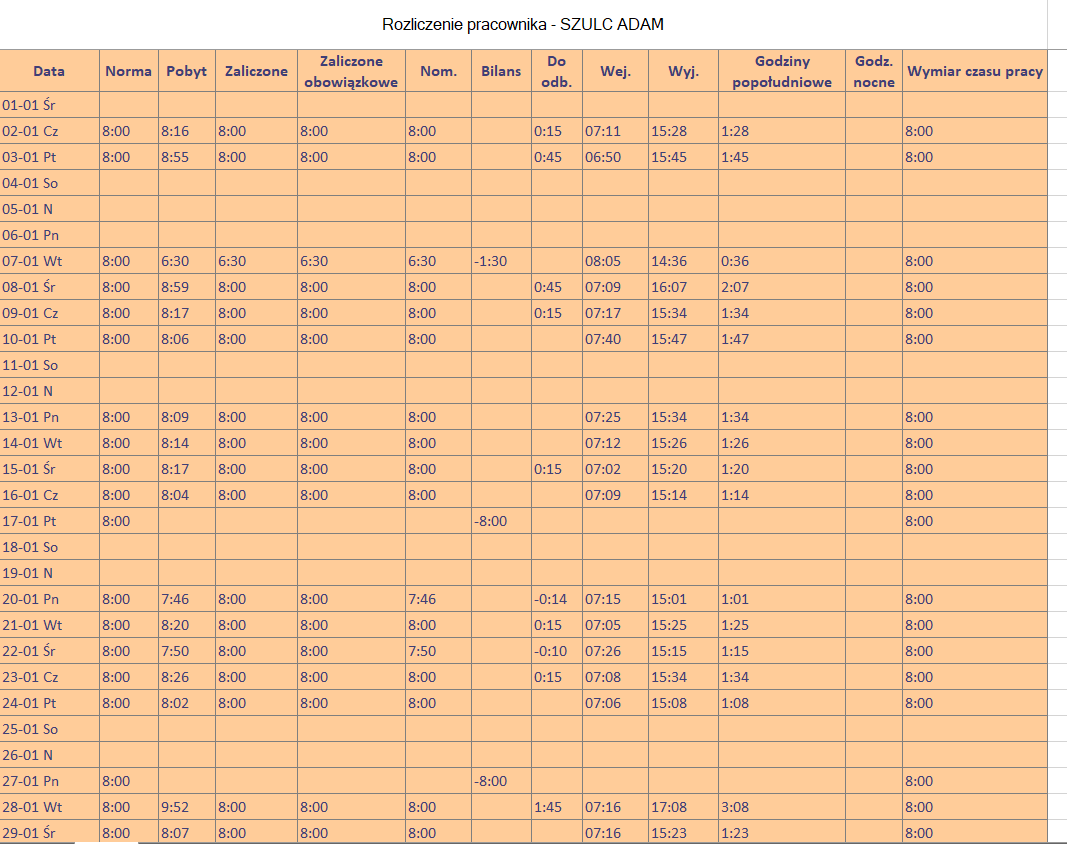 Rozliczenie pracownika - SZULC ADAM
Data Norma Pobyt Zaliczone Zaliczone obowiązkowe Nom. Bilans Do odb. Wej. Wyj. Godziny popołudniowe Godz. nocne Wymiar czasu pracy
01-01 Śr
02-01 Cz 8:00 8:16 8:00 8:00 8:00 0:15 07:11 15:28 1:28 8:00
03-01 Pt 8:00 8:55 8:00 8:00 8:00 0:45 06:50 15:45 1:45 8:00
04-01 So
05-01 N
06-01 Pn
07-01 Wt 8:00 6:30 6:30 6:30 6:30 -1:30 08:05 14:36 0:36 8:00
08-01 Śr 8:00 8:59 8:00 8:00 8:00 0:45 07:09 16:07 2:07 8:00
09-01 Cz 8:00 8:17 8:00 8:00 8:00 0:15 07:17 15:34 1:34 8:00
10-01 Pt 8:00 8:06 8:00 8:00 8:00 07:40 15:47 1:47 8:00
11-01 So
12-01 N
13-01 Pn 8:00 8:09 8:00 8:00 8:00 07:25 15:34 1:34 8:00
14-01 Wt 8:00 8:14 8:00 8:00 8:00 07:12 15:26 1:26 8:00
15-01 Śr 8:00 8:17 8:00 8:00 8:00 0:15 07:02 15:20 1:20 8:00
16-01 Cz 8:00 8:04 8:00 8:00 8:00 07:09 15:14 1:14 8:00
17-01 Pt 8:00 -8:00 8:00
18-01 So
19-01 N
20-01 Pn 8:00 7:46 8:00 8:00 7:46 -0:14 07:15 15:01 1:01 8:00
21-01 Wt 8:00 8:20 8:00 8:00 8:00 0:15 07:05 15:25 1:25 8:00
22-01 Śr 8:00 7:50 8:00 8:00 7:50 -0:10 07:26 15:15 1:15 8:00
23-01 Cz 8:00 8:26 8:00 8:00 8:00 0:15 07:08 15:34 1:34 8:00
24-01 Pt 8:00 8:02 8:00 8:00 8:00 07:06 15:08 1:08 8:00
25-01 So
26-01 N
27-01 Pn 8:00 -8:00 8:00
28-01 Wt 8:00 9:52 8:00 8:00 8:00 1:45 07:16 17:08 3:08 8:00
29-01 Śr 8:00 8:07 8:00 8:00 8:00 07:16 15:23 1:23 8:00